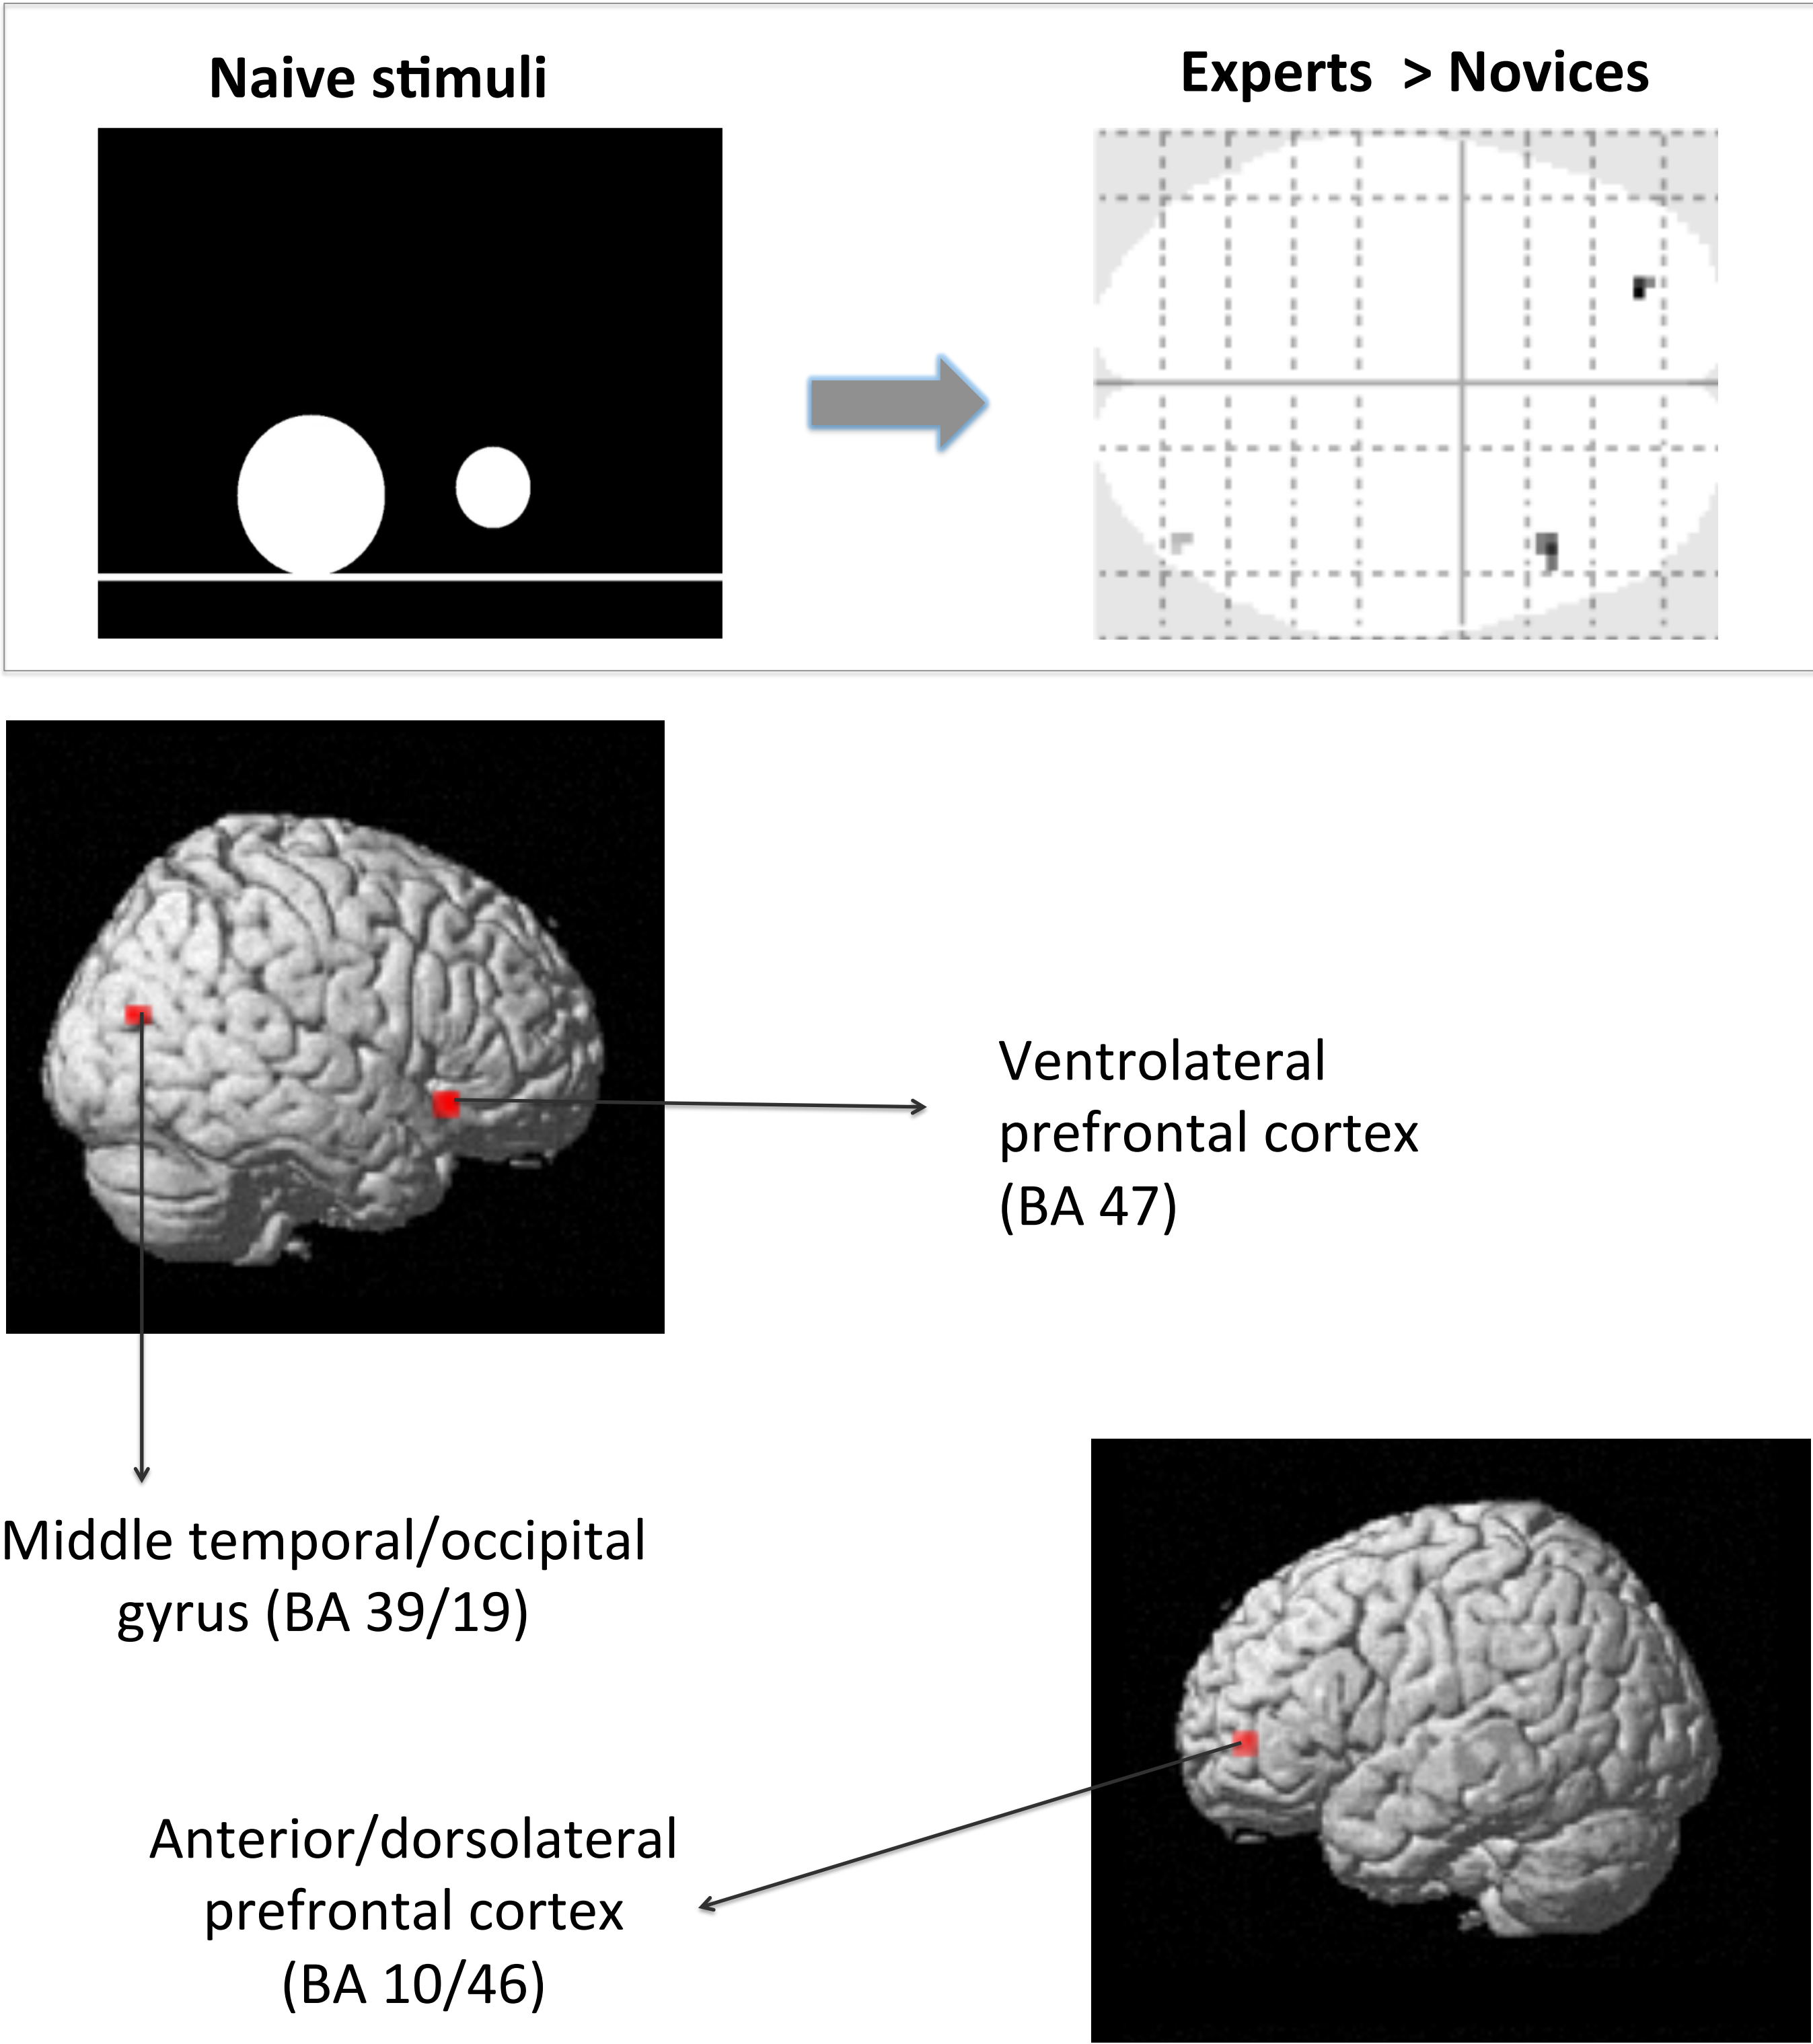 Naive stimuli
Experts > Novices
Ventrolateral
prefrontal cortex
(BA 47)
Middle temporal/occipital
gyrus (BA 39/19)
Anterior/dorsolateral
prefrontal cortex
(BA 10/46)